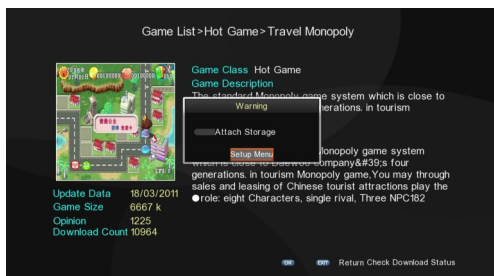 Game List>Hot Game>Travel Monopoly
Game Class Hot Game
Game Description
The standard Monopoly game system which is close to
nerations. in tourism
Warning
Attach Storage
Setup Menu
Monopoly game system
which is close to Daewoo company&#39;s four
generations. in tourism Monopoly game,You may through
sales and leasing of Chinese tourist attractions play the
●role: eight Characters, single rival, Three NPC182
Update Data 18/03/2011
Game Size 6667 k
Opinion 1225
Download Count 10964
OK EXIT Return Check Download Status